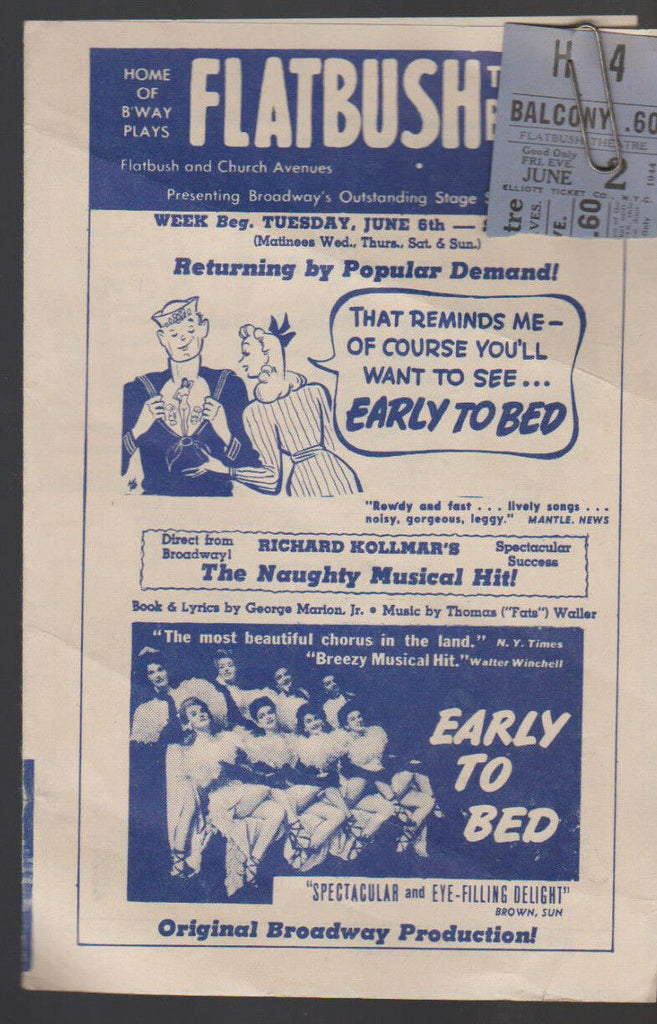 HOME
OF
B'WAY
PLAYS
FLATBUSH
Flatbush and Church Avenues
Presenting Broadway's Outstanding Stage
H 4
BALCONY .60
FLATBUSH THEATRE
Good Only
FRI. EVE.
JUNE 2
1944
ELLIOTT TICKET CO., N.Y.C.
tre
VES.
VE.
.60
WEEK Beg. TUESDAY, JUNE 6th —
(Matinees Wed., Thurs., Sat. & Sun.)
Returning by Popular Demand!
THAT REMINDS ME—
OF COURSE YOU'LL
WANT TO SEE...
EARLY TO BED
"Rowdy and fast . . . lively songs . . .
noisy, gorgeous, leggy." MANTLE, NEWS
Direct from
Broadway!
RICHARD KOLLMAR'S
Spectacular
Success
The Naughty Musical Hit!
Book & Lyrics by George Marion, Jr. • Music by Thomas ("Fats") Waller
"The most beautiful chorus in the land." N.Y. Times
"Breezy Musical Hit." Walter Winchell
EARLY
TO
BED
"SPECTACULAR and EYE-FILLING DELIGHT"
BROWN, SUN
Original Broadway Production!